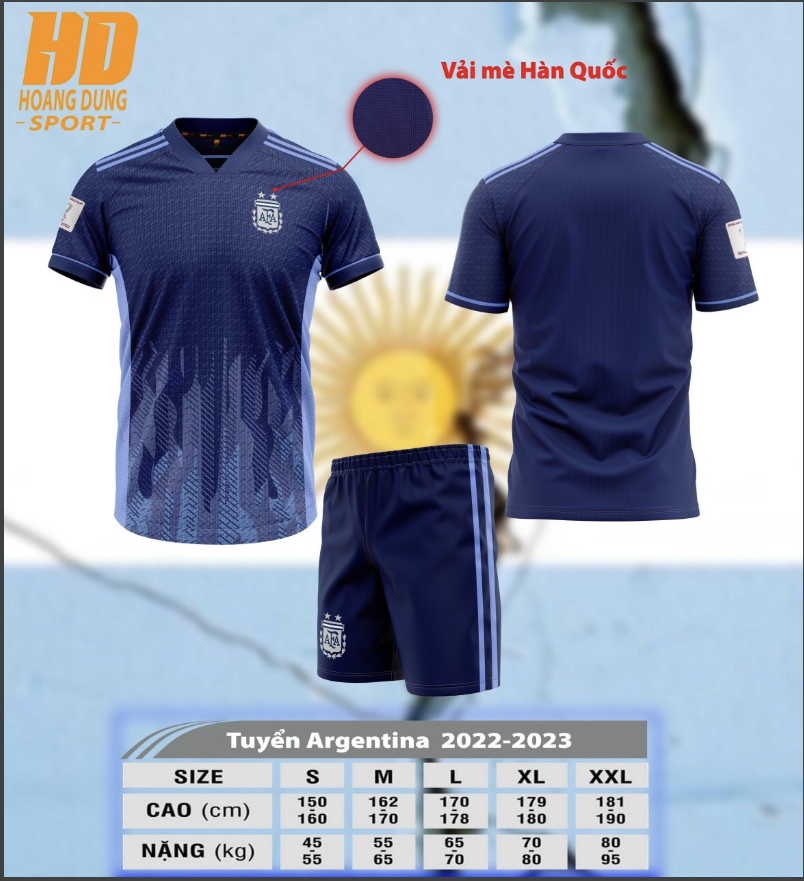 HD
HOANG DUNG
-SPORT-
Vải mè Hàn Quốc
AFA
AFA
Tuyển Argentina 2022-2023
SIZE S M L XL XXL
CAO (cm) 150-160 162-170 170-178 179-180 181-190
NẶNG (kg) 45-55 55-65 65-70 70-80 80-95